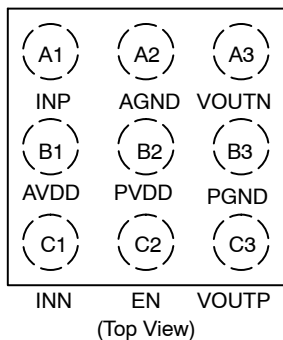 A1 A2 A3
INP AGND VOUTN
B1 B2 B3
AVDD PVDD PGND
C1 C2 C3
INN EN VOUTP
(Top View)